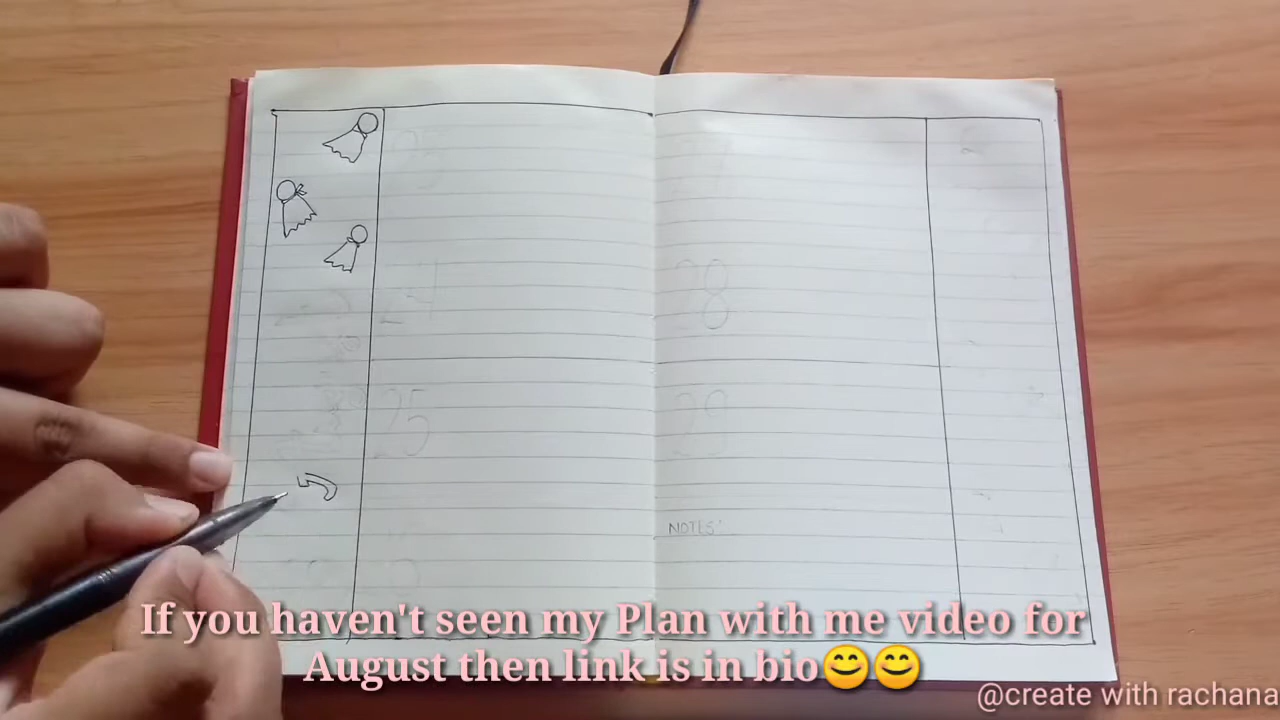 24
28
25
29
NOTES:
If you haven't seen my Plan with me video for
August then link is in bio😊😊
@create with rachana